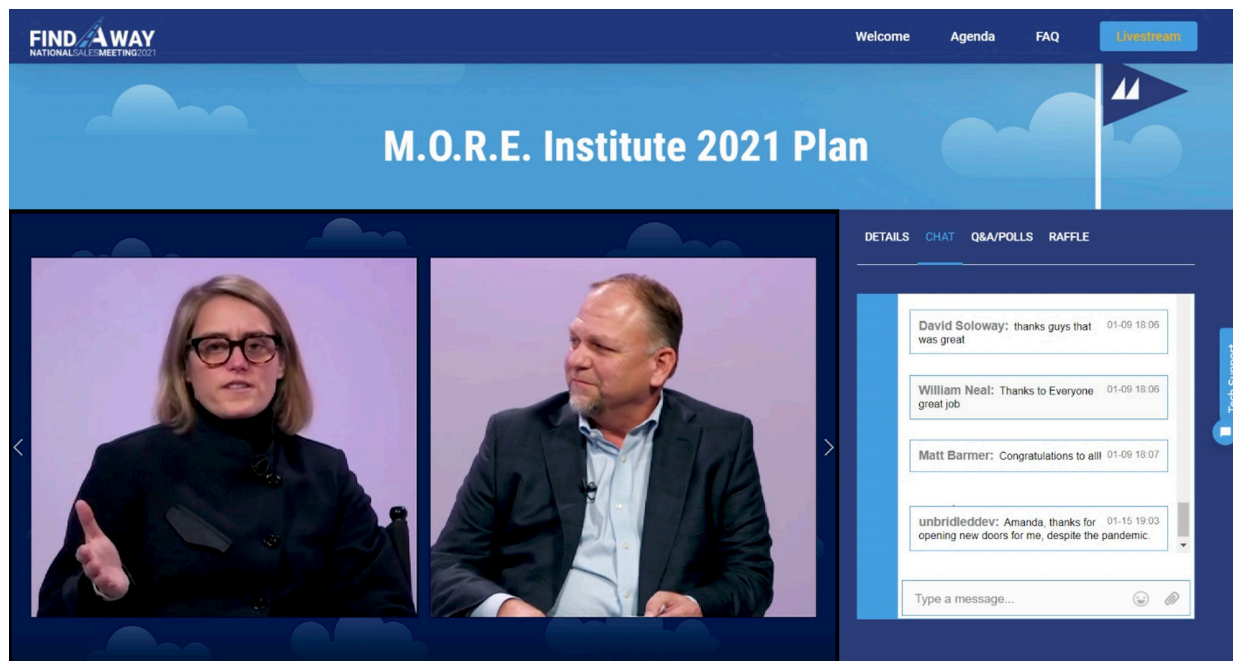 FIND A WAY
NATIONALSALESMEETING2021
Welcome
Agenda
FAQ
Livestream
M.O.R.E. Institute 2021 Plan
DETAILS
CHAT
Q&A/POLLS
RAFFLE
David Soloway: thanks guys that 01-09 18:06
was great
William Neal: Thanks to Everyone 01-09 18:06
great job
Matt Barmer: Congratulations to alll 01-09 18:07
unbridleddev: Amanda, thanks for 01-15 19:03
opening new doors for me, despite the pandemic.
Type a message...
Tech Support